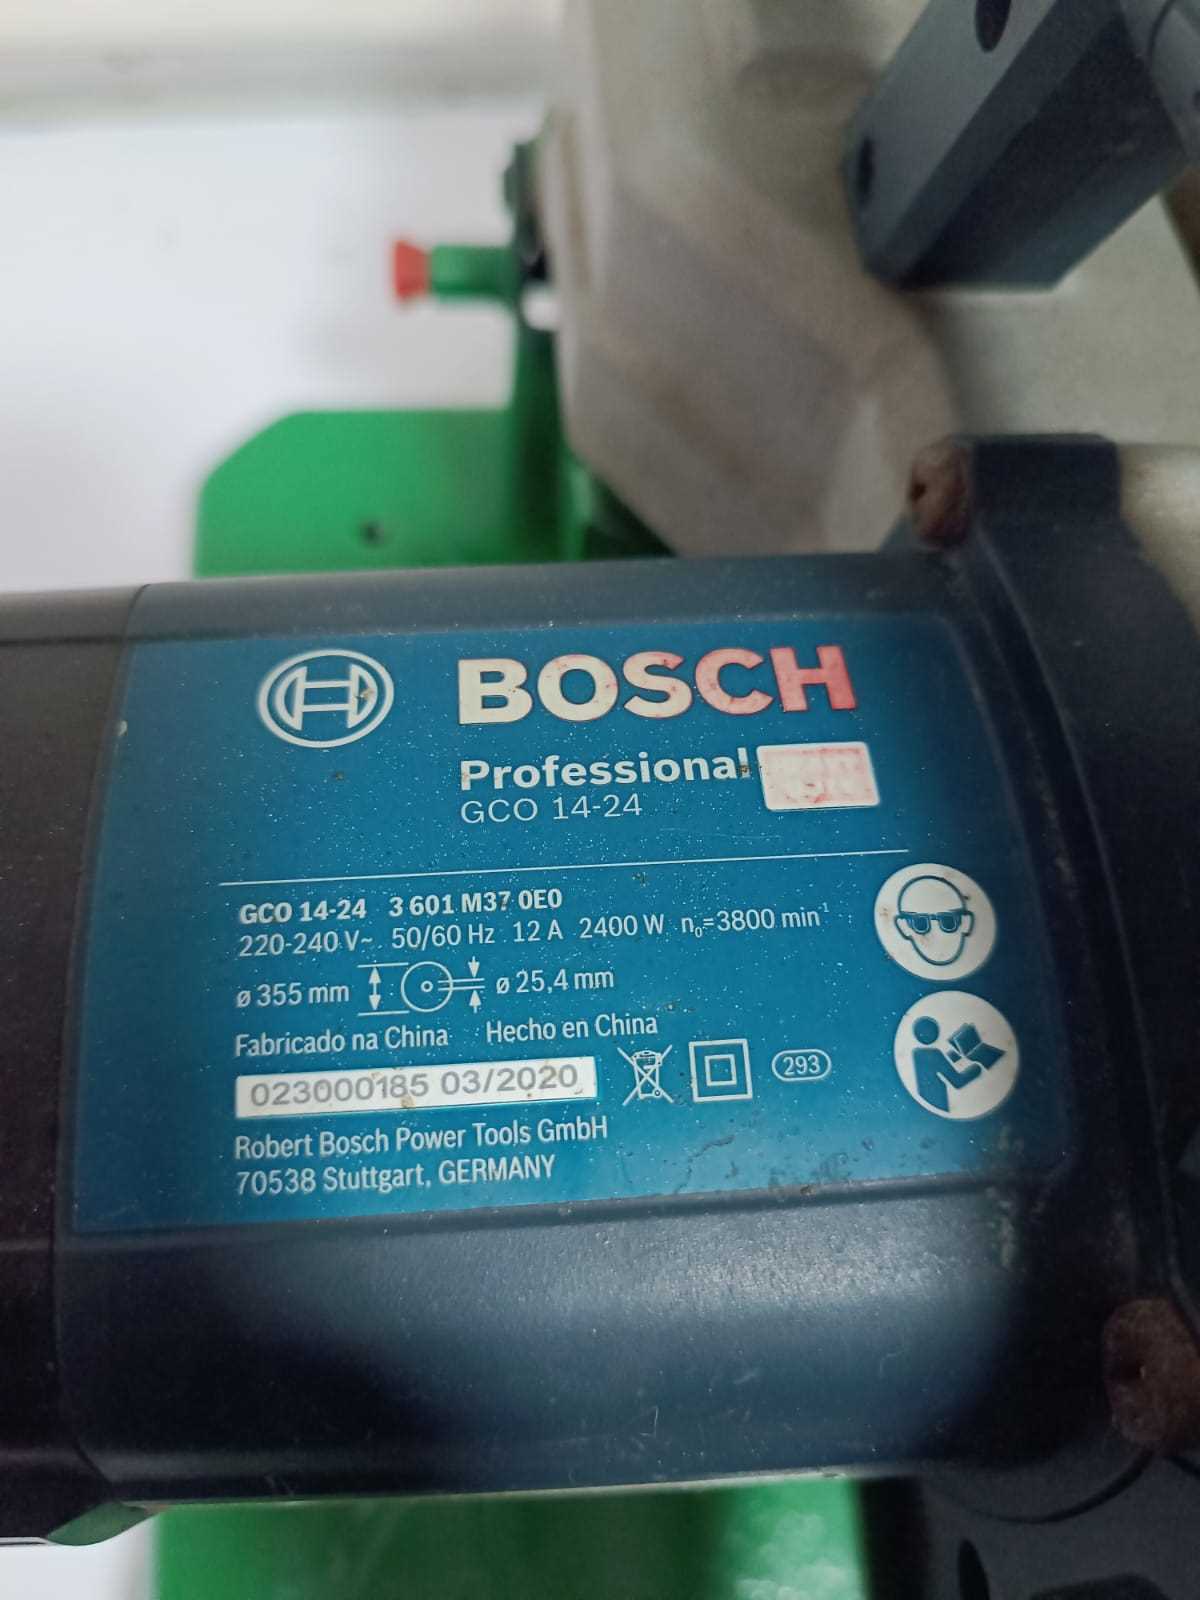 BOSCH
Professional
GCO 14-24
GCO 14-24 3 601 M37 0E0
220-240 V~ 50/60 Hz 12 A 2400 W n₀=3800 min⁻¹
ø 355 mm ø 25,4 mm
Fabricado na China Hecho en China
023000185 03/2020
293
Robert Bosch Power Tools GmbH
70538 Stuttgart, GERMANY